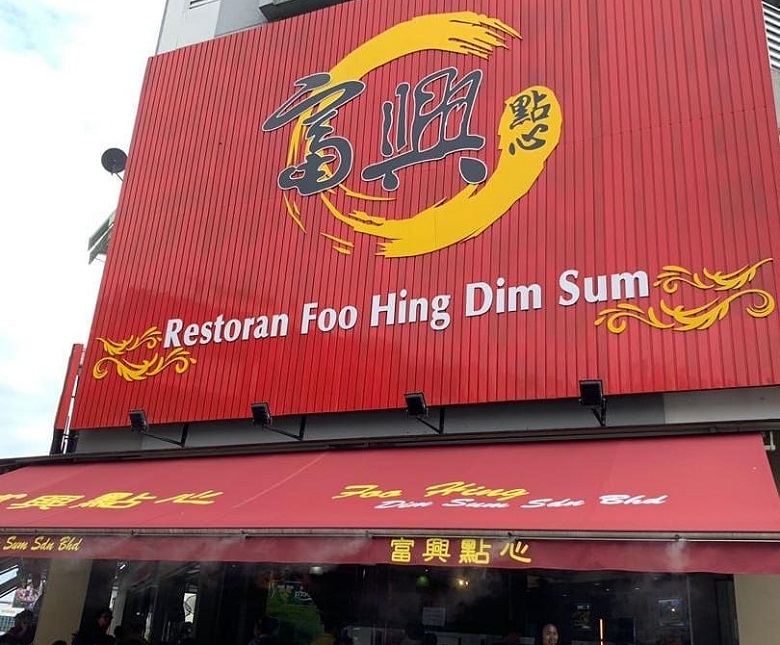 富興
點心
Restoran Foo Hing Dim Sum
興點心
Foo Hing
Dim Sum Sdn Bhd
Sum Sdn Bhd
富興點心